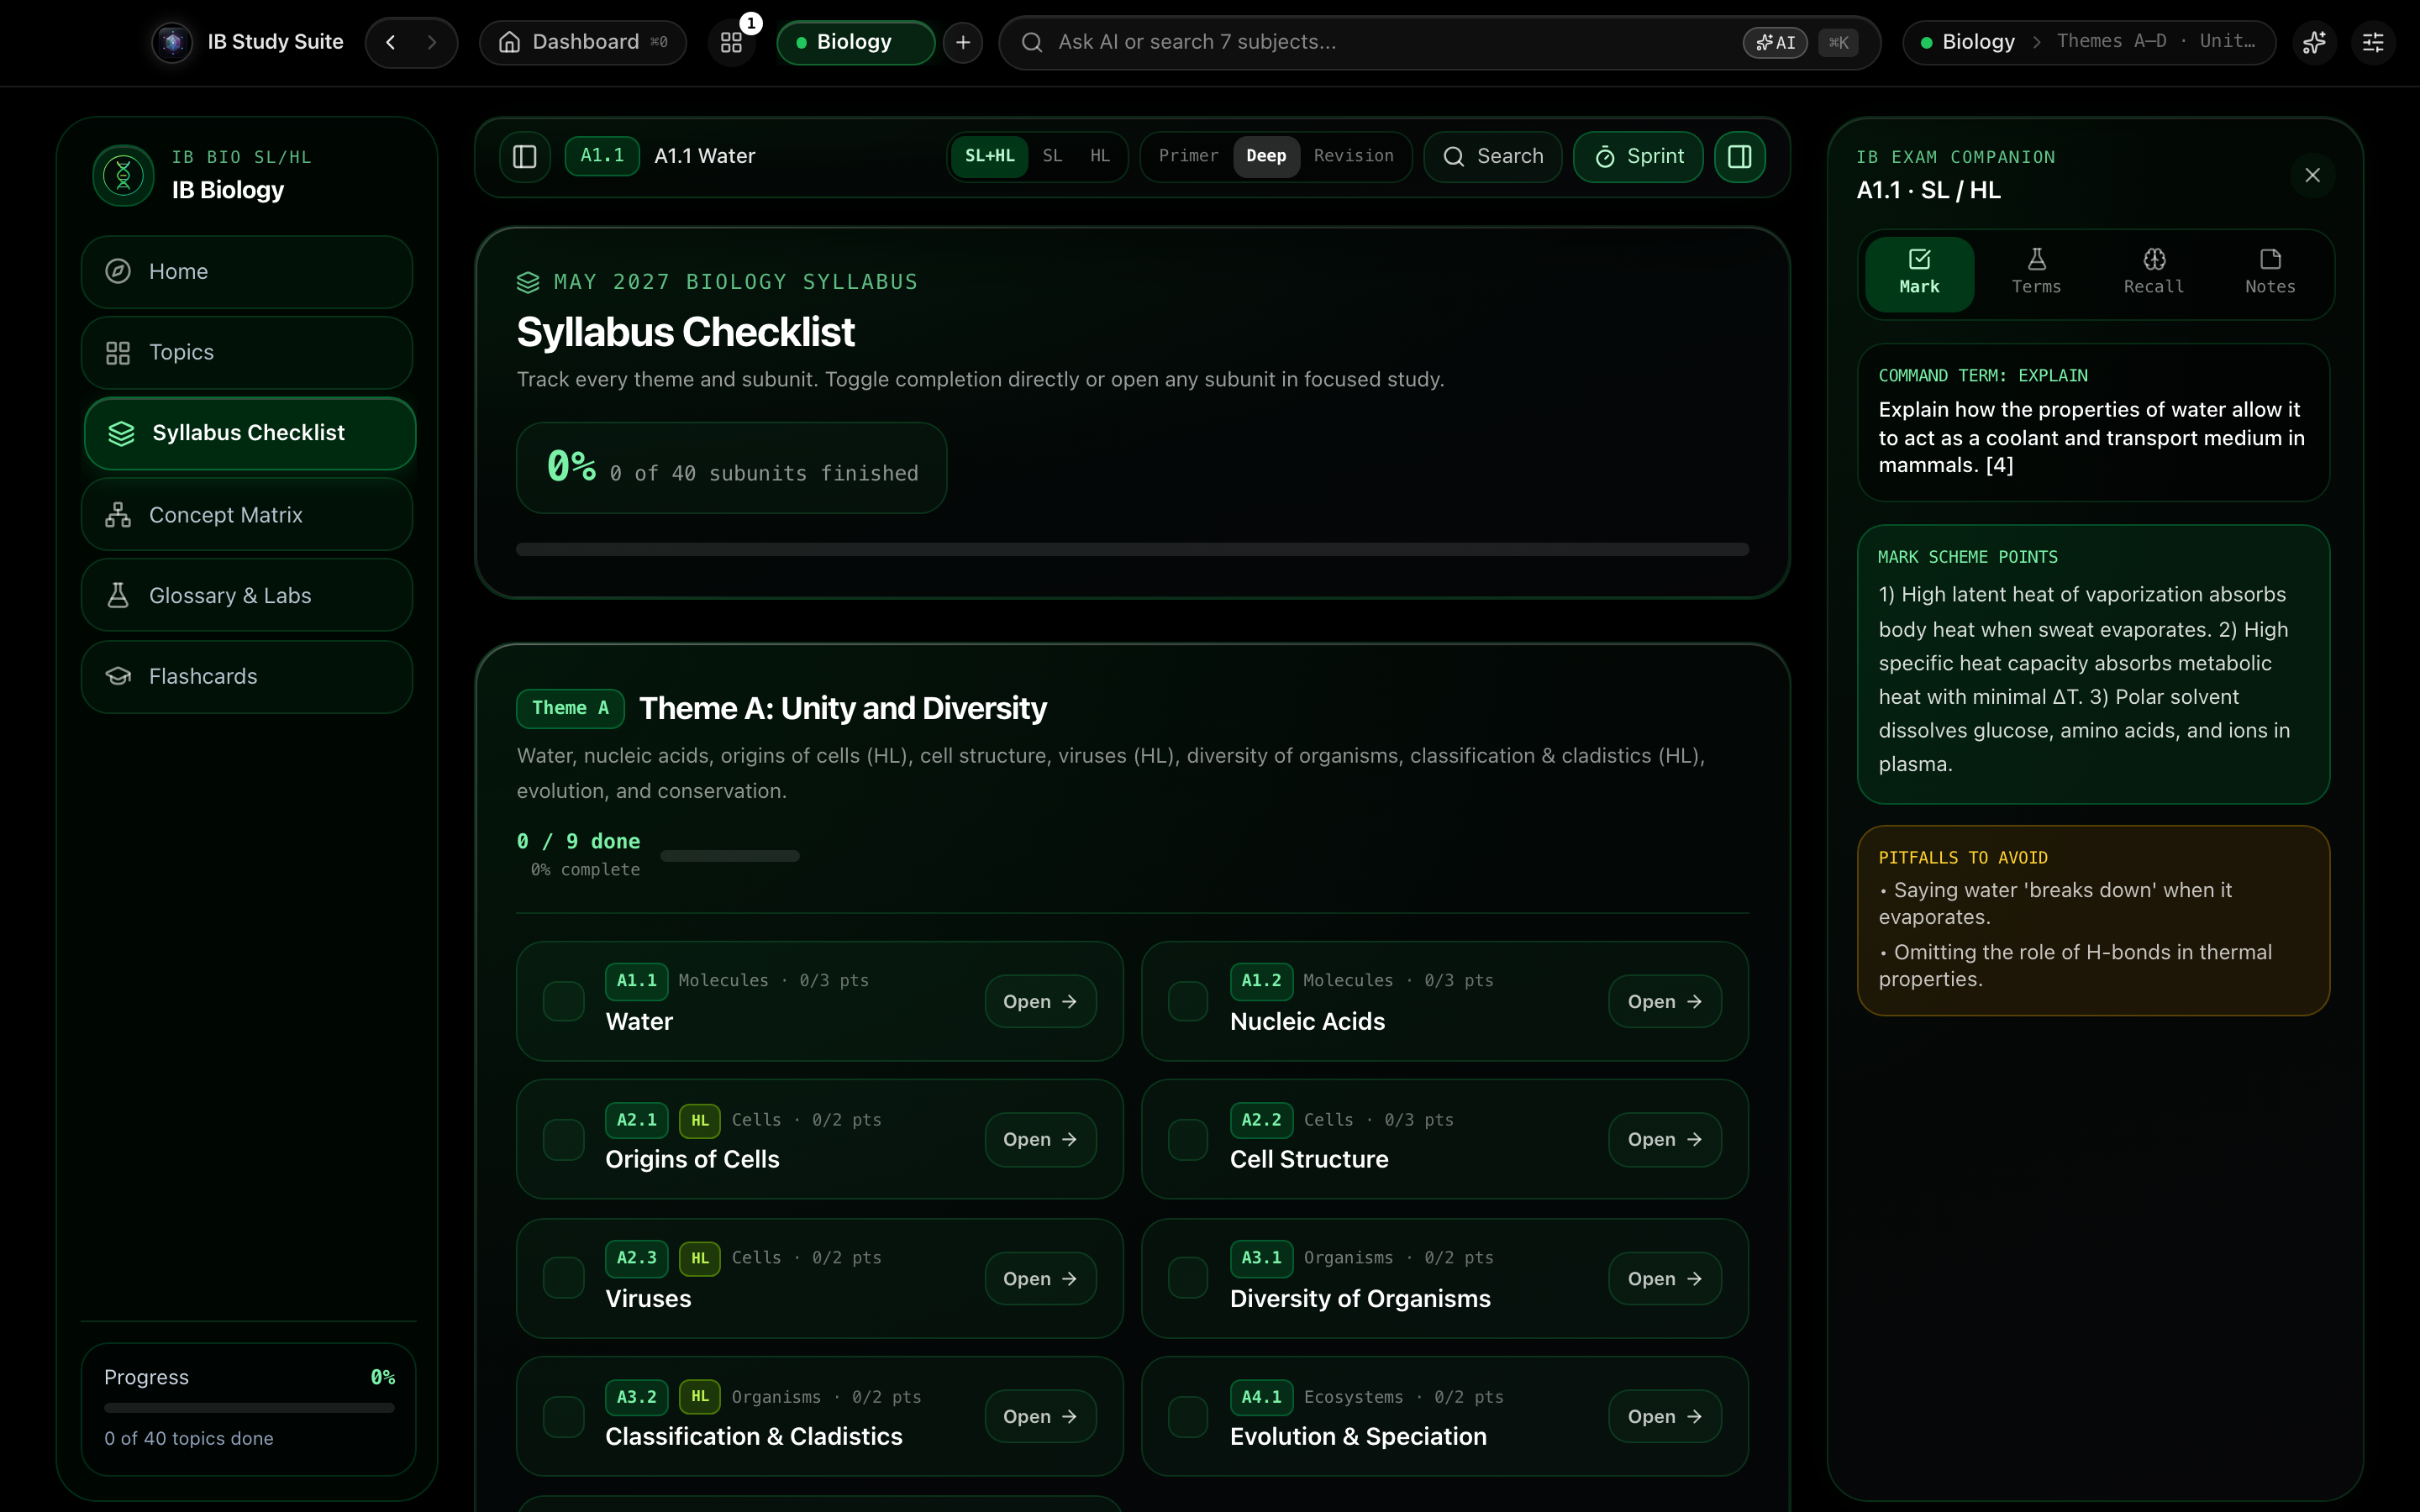 IB Study Suite
Dashboard ⌘0
1
Biology
Ask AI or search 7 subjects...
AI
⌘K
Biology > Themes A–D · Unit…
IB BIO SL/HL
IB Biology
Home
Topics
Syllabus Checklist
Concept Matrix
Glossary & Labs
Flashcards
Progress 0%
0 of 40 topics done
A1.1 A1.1 Water
SL+HL SL HL
Primer Deep Revision
Search
Sprint
MAY 2027 BIOLOGY SYLLABUS
Syllabus Checklist
Track every theme and subunit. Toggle completion directly or open any subunit in focused study.
0% 0 of 40 subunits finished
Theme A Theme A: Unity and Diversity
Water, nucleic acids, origins of cells (HL), cell structure, viruses (HL), diversity of organisms, classification & cladistics (HL),
evolution, and conservation.
0 / 9 done
0% complete
A1.1 Molecules · 0/3 pts
Water
Open →
A1.2 Molecules · 0/3 pts
Nucleic Acids
Open →
A2.1 HL Cells · 0/2 pts
Origins of Cells
Open →
A2.2 Cells · 0/3 pts
Cell Structure
Open →
A2.3 HL Cells · 0/2 pts
Viruses
Open →
A3.1 Organisms · 0/2 pts
Diversity of Organisms
Open →
A3.2 HL Organisms · 0/2 pts
Classification & Cladistics
Open →
A4.1 Ecosystems · 0/2 pts
Evolution & Speciation
Open →
IB EXAM COMPANION
A1.1 · SL / HL
Mark
Terms
Recall
Notes
COMMAND TERM: EXPLAIN
Explain how the properties of water allow it
to act as a coolant and transport medium in
mammals. [4]
MARK SCHEME POINTS
1) High latent heat of vaporization absorbs
body heat when sweat evaporates. 2) High
specific heat capacity absorbs metabolic
heat with minimal ΔT. 3) Polar solvent
dissolves glucose, amino acids, and ions in
plasma.
PITFALLS TO AVOID
• Saying water 'breaks down' when it
evaporates.
• Omitting the role of H-bonds in thermal
properties.